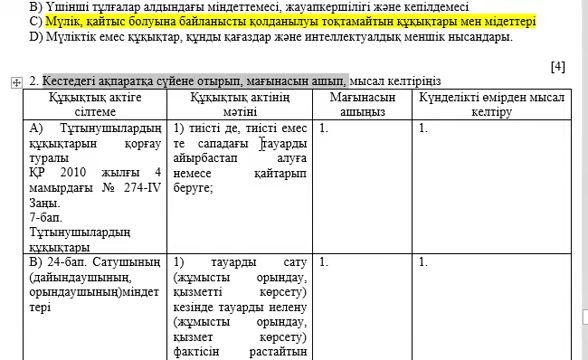 B) Үшінші тұлғалар алдындағы міндеттемесі, жауапкершілігі және кепілдемесі
C) Мүлік, қайтыс болуына байланысты қолданылуы тоқтамайтын құқықтары мен мідеттері
D) Мүліктік емес құқықтар, құнды қағаздар және интеллектуалдық меншік нысандары.
[4]
2. Кестедегі ақпаратқа сүйене отырып, мағынасын ашып, мысал келтіріңіз
Құқықтық актіге сілтеме
Құқықтық актінің мәтіні
Мағынасын ашыңыз
Күнделікті өмірден мысал келтіру
А) Тұтынушылардың
құқықтарын қорғау
туралы
ҚР 2010 жылғы 4
мамырдағы № 274-IV
Заңы.
7-бап.
Тұтынушылардың
құқықтары
1) тиісті де, тиісті емес
те сападағы тауарды
айырбастап алуға
немесе қайтарып
беруге;
1.
1.
В) 24-бап. Сатушының
(дайындаушының,
орындаушының)міндет
тері
1) тауарды сату
(жұмысты орындау,
қызметті көрсету)
кезінде тауарды иелену
(жұмысты орындау,
қызмет көрсету)
фактісін растайтын
1.
1.